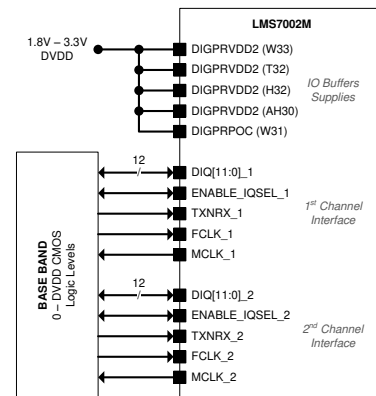 LMS7002M
1.8V – 3.3V
DVDD
DIGPRVDD2 (W33)
DIGPRVDD2 (T32)
DIGPRVDD2 (H32)
DIGPRVDD2 (AH30)
DIGPRPOC (W31)
IO Buffers
Supplies
BASE BAND
0 – DVDD CMOS
Logic Levels
12
DIQ[11:0]_1
ENABLE_IQSEL_1
TXNRX_1
FCLK_1
MCLK_1
1st Channel
Interface
12
DIQ[11:0]_2
ENABLE_IQSEL_2
TXNRX_2
FCLK_2
MCLK_2
2nd Channel
Interface